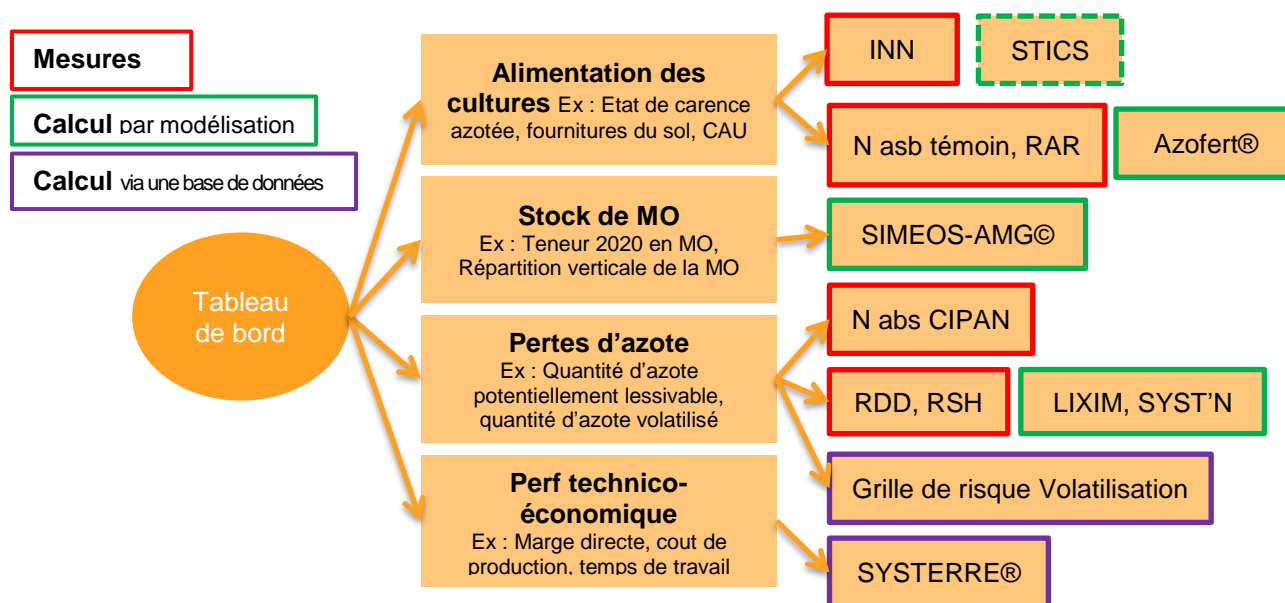 Mesures
Calcul par modélisation
Calcul via une base de données
Tableau
de bord
Alimentation des
cultures Ex : Etat de carence
azotée, fournitures du sol, CAU
Stock de MO
Ex : Teneur 2020 en MO,
Répartition verticale de la MO
Pertes d’azote
Ex : Quantité d’azote
potentiellement lessivable,
quantité d’azote volatilisé
Perf technico-
économique
Ex : Marge directe, cout de
production, temps de travail
INN
STICS
N asb témoin, RAR
Azofert®
SIMEOS-AMG©
N abs CIPAN
RDD, RSH
LIXIM, SYST’N
Grille de risque Volatilisation
SYSTERRE®